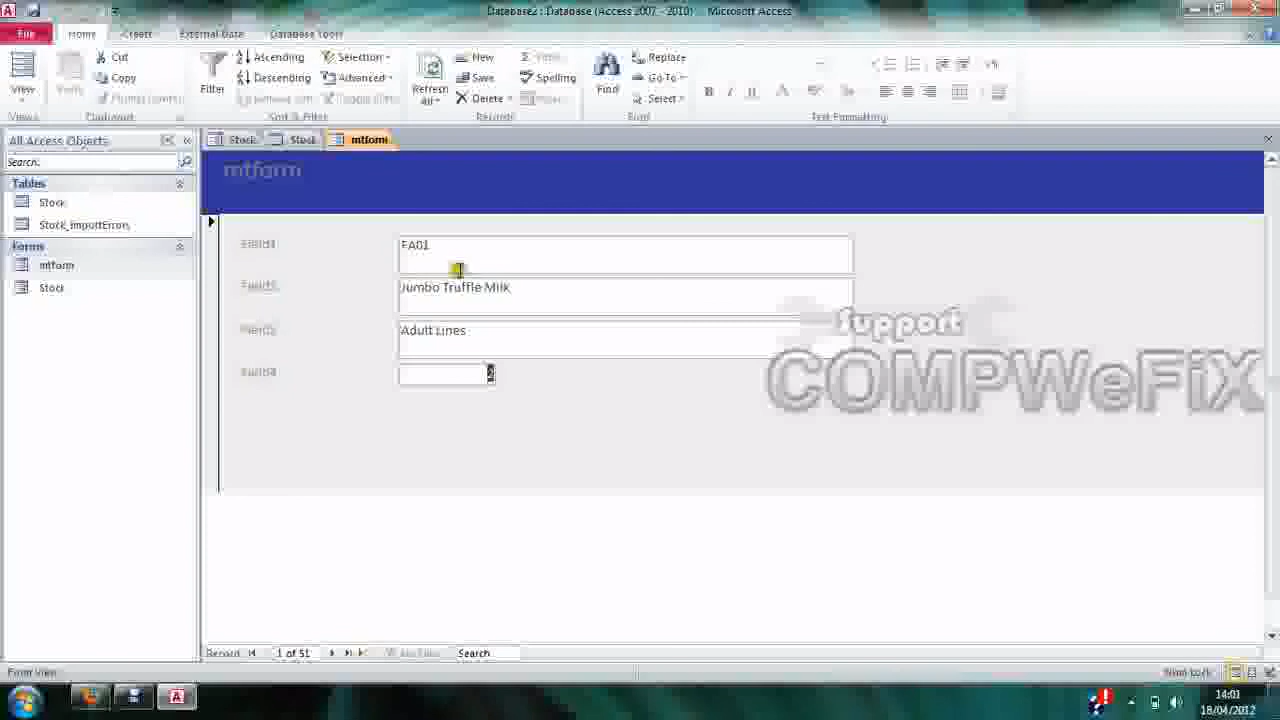 Database2 : Database (Access 2007 - 2010) - Microsoft Access
File Home Create External Data Database Tools
Cut Ascending Selection New Replace
View Copy Filter Descending Advanced Refresh Save Spelling Find Go To
All Delete Select
Views Clipboard Sort & Filter Records Find Text Formatting
All Access Objects Stock Stock mtform
Search:
mtform
Tables
Stock
Stock_ImportErrors
Forms
mtform
Stock
Field1 FA01
Jumbo Truffle Milk
Adult Lines
Field4
Support
COMPWeFiX
Record 1 of 51 Search
Form View Num Lock
14:01
18/04/2012